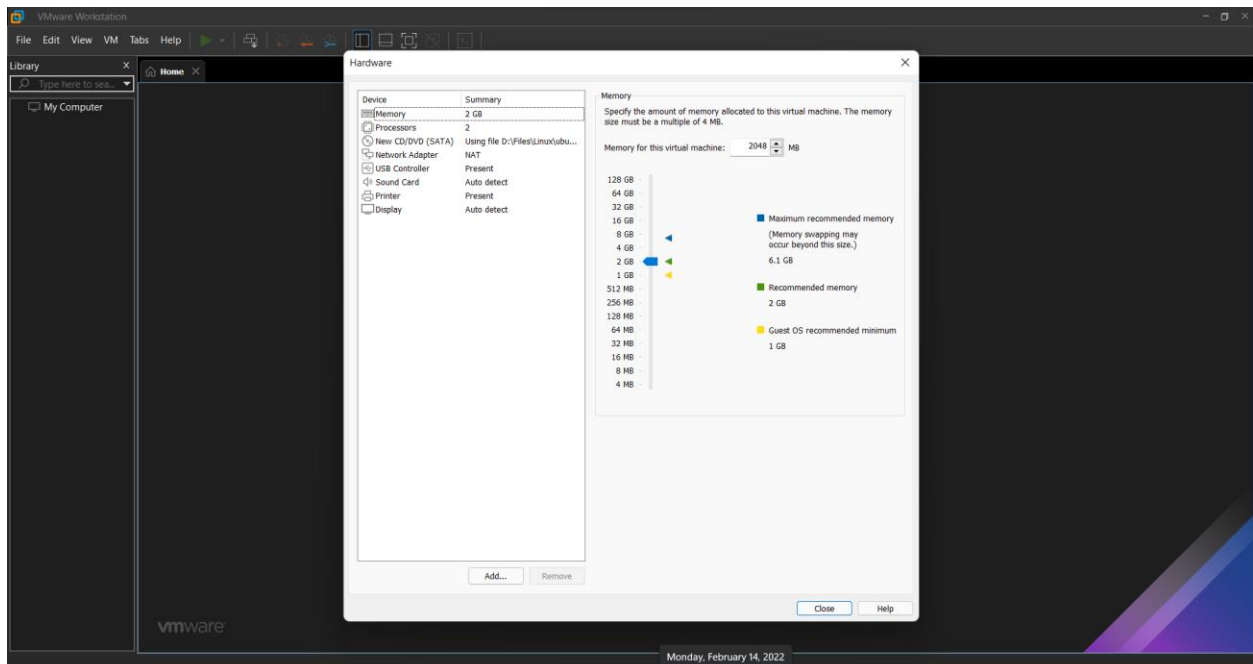 VMware Workstation
File Edit View VM Tabs Help
Library X
Type here to sea...
My Computer
Home
Hardware
Device Summary
Memory 2 GB
Processors 2
New CD/DVD (SATA) Using file D:\Files\Linux\ubu...
Network Adapter NAT
USB Controller Present
Sound Card Auto detect
Printer Present
Display Auto detect
Add... Remove
Memory
Specify the amount of memory allocated to this virtual machine. The memory
size must be a multiple of 4 MB.
Memory for this virtual machine: 2048 MB
128 GB
64 GB
32 GB
16 GB
8 GB
4 GB
2 GB
1 GB
512 MB
256 MB
128 MB
64 MB
32 MB
16 MB
8 MB
4 MB
Maximum recommended memory
(Memory swapping may
occur beyond this size.)
6.1 GB
Recommended memory
2 GB
Guest OS recommended minimum
1 GB
Close Help
vmware
Monday, February 14, 2022